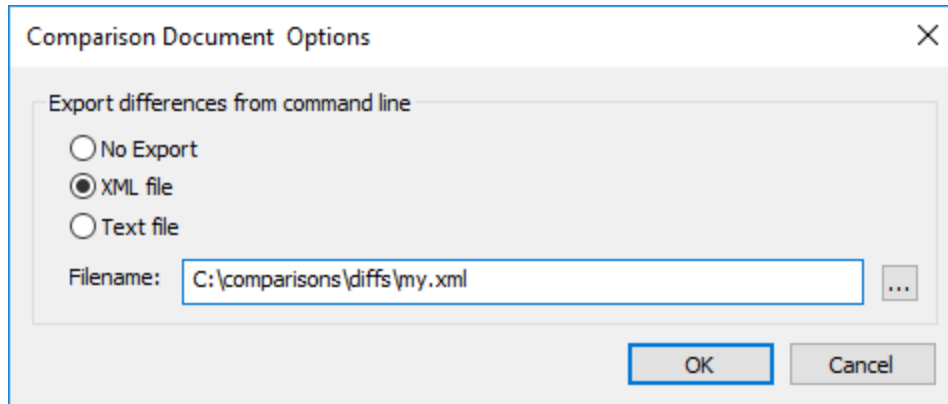 Comparison Document  Options
Export differences from command line
No Export
XML file
Text file
Filename: C:\comparisons\diffs\my.xml ...
OK Cancel